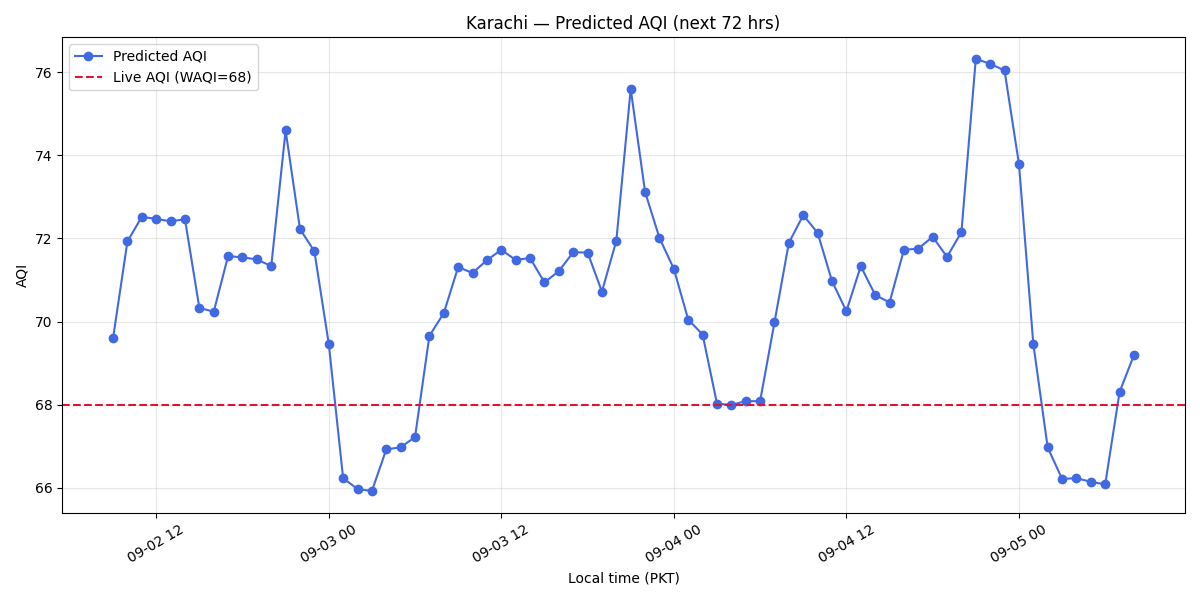 Karachi — Predicted AQI (next 72 hrs)
Predicted AQI
Live AQI (WAQI=68)
AQI
76
74
72
70
68
66
09-02 12
09-03 00
09-03 12
09-04 00
09-04 12
09-05 00
Local time (PKT)